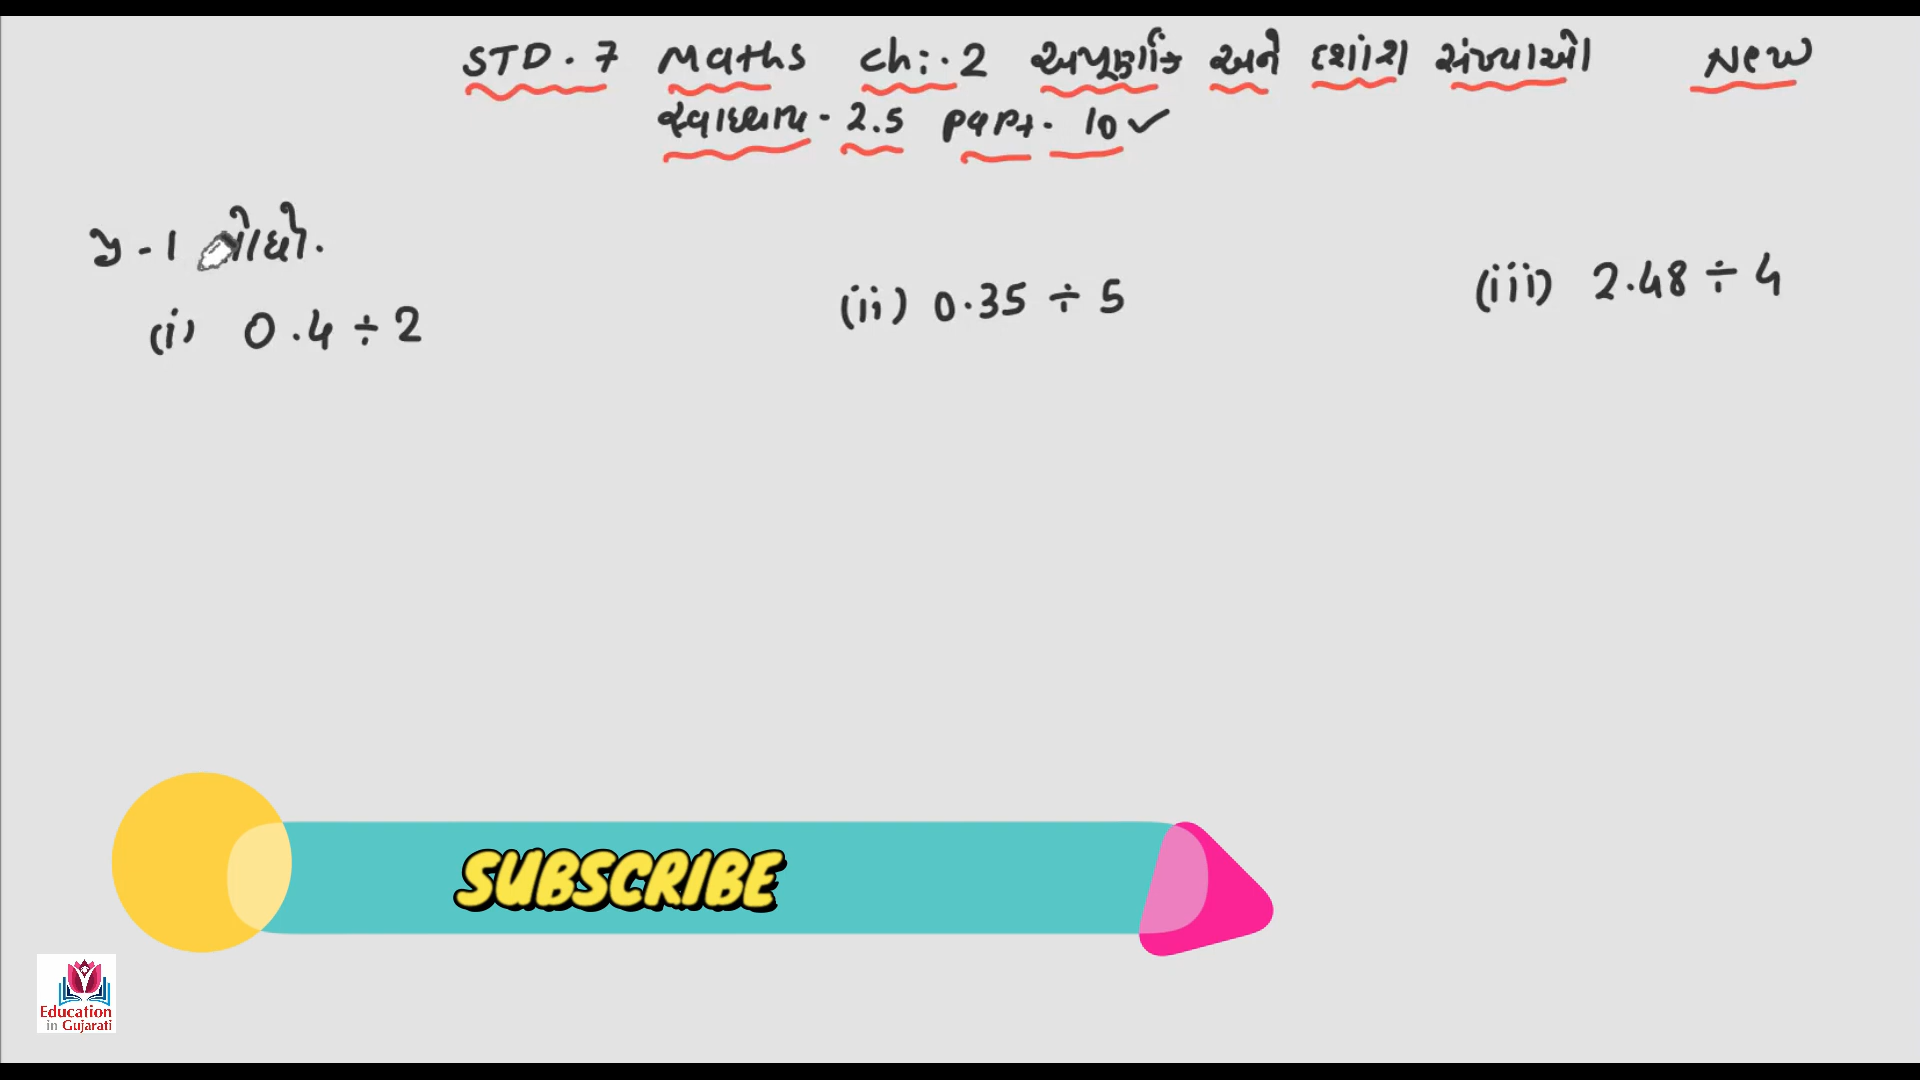 STD. 7 Maths Ch:. 2 અપૂર્ણાંક અને દશાંશ સંખ્યાઓ New
સ્વાધ્યાય - 2.5 Part - 10 ✓
પ્ર - 1 શોધો.
(i) 0.4 ÷ 2
(ii) 0.35 ÷ 5
(iii) 2.48 ÷ 4
SUBSCRIBE
Education
in Gujarati